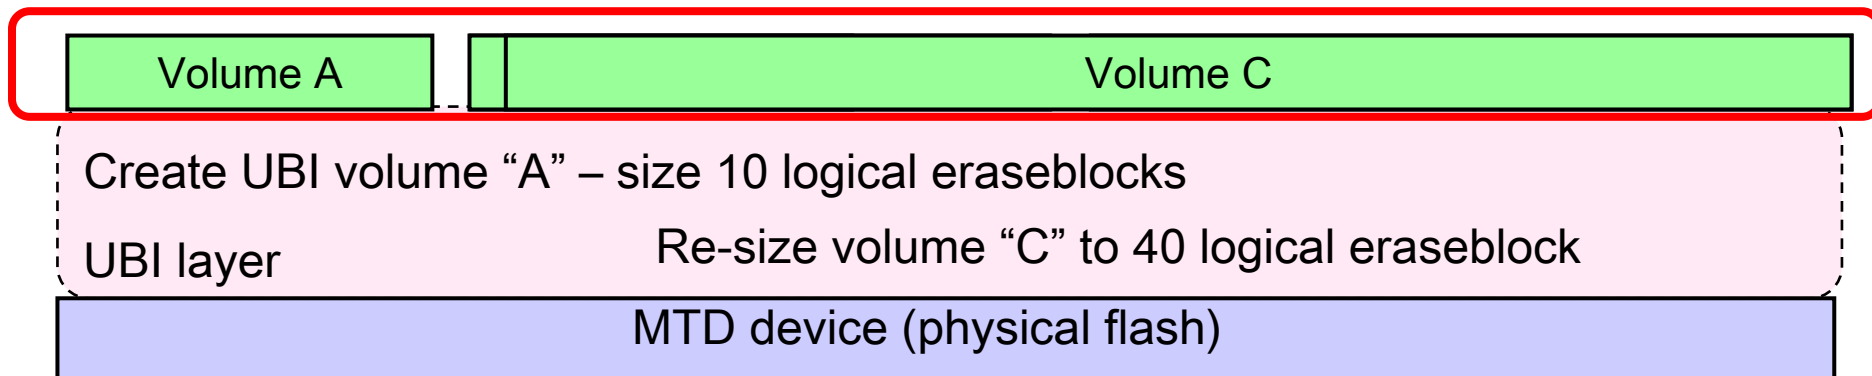 Volume A
Volume C
Create UBI volume “A” – size 10 logical eraseblocks
Re-size volume “C” to 40 logical eraseblock
UBI layer
MTD device (physical flash)